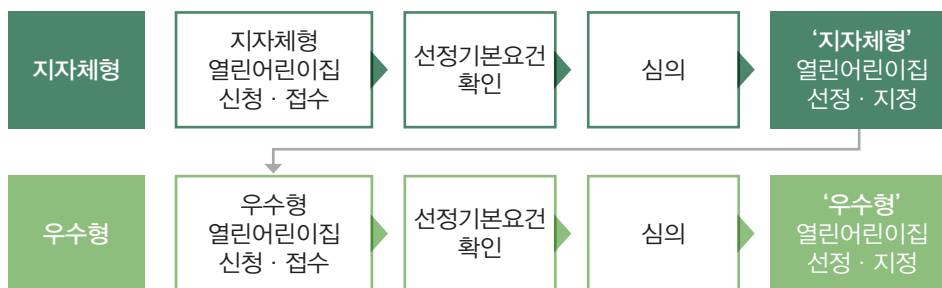 지자체형
지자체형
열린어린이집
신청 · 접수
선정기본요건
확인
심의
‘지자체형’
열린어린이집
선정 · 지정
우수형
우수형
열린어린이집
신청 · 접수
선정기본요건
확인
심의
‘우수형’
열린어린이집
선정 · 지정